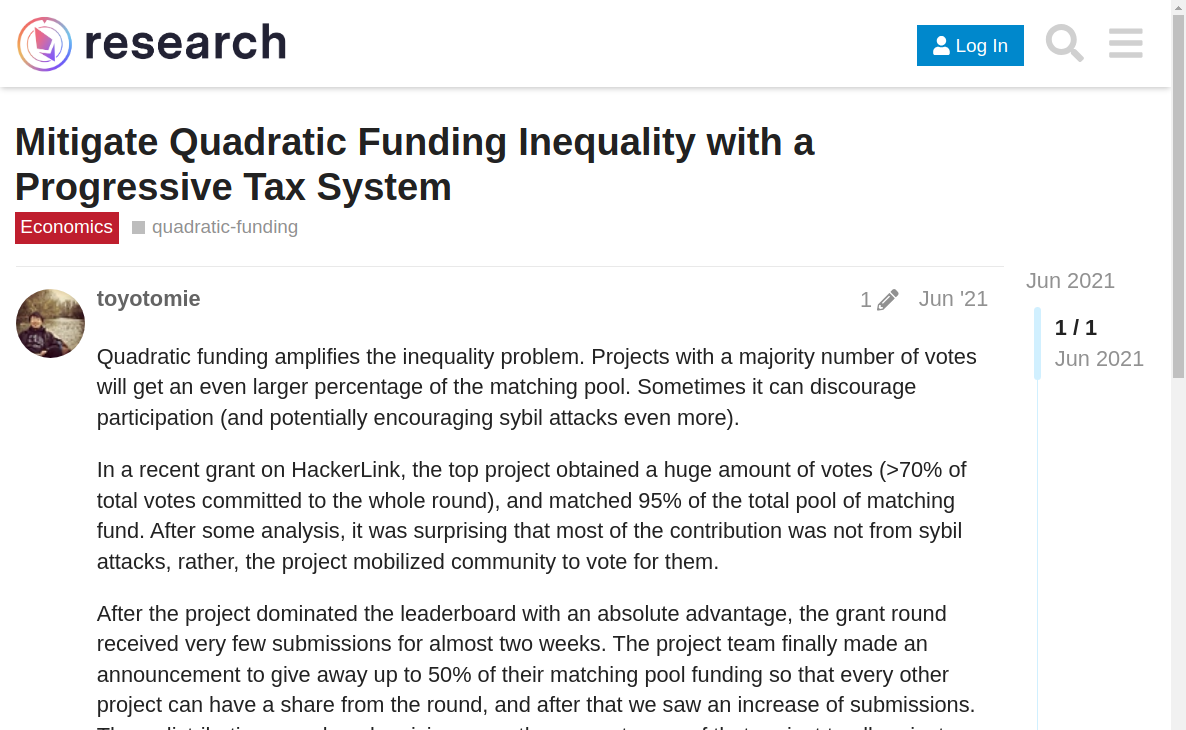 research
Log In
Mitigate Quadratic Funding Inequality with a
Progressive Tax System
Economics
quadratic-funding
toyotomie
1
Jun '21
Jun 2021
1 / 1
Jun 2021
Quadratic funding amplifies the inequality problem. Projects with a majority number of votes
will get an even larger percentage of the matching pool. Sometimes it can discourage
participation (and potentially encouraging sybil attacks even more).
In a recent grant on HackerLink, the top project obtained a huge amount of votes (>70% of
total votes committed to the whole round), and matched 95% of the total pool of matching
fund. After some analysis, it was surprising that most of the contribution was not from sybil
attacks, rather, the project mobilized community to vote for them.
After the project dominated the leaderboard with an absolute advantage, the grant round
received very few submissions for almost two weeks. The project team finally made an
announcement to give away up to 50% of their matching pool funding so that every other
project can have a share from the round, and after that we saw an increase of submissions.